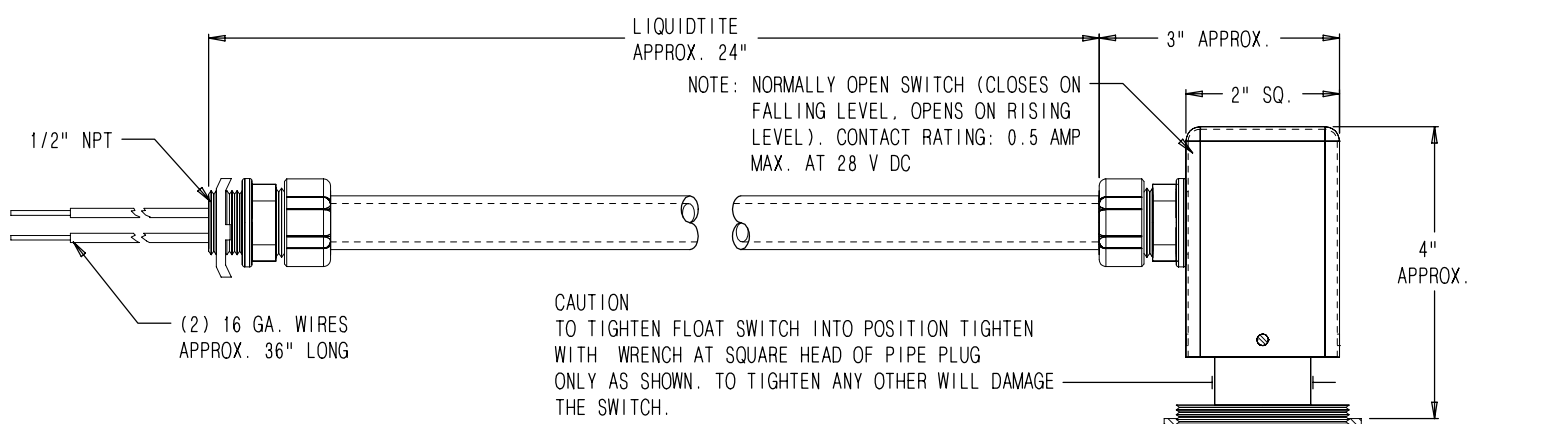 LIQUIDTITE
APPROX. 24"
3" APPROX.
NOTE: NORMALLY OPEN SWITCH (CLOSES ON
FALLING LEVEL, OPENS ON RISING
LEVEL). CONTACT RATING: 0.5 AMP
MAX. AT 28 V DC
2" SQ.
1/2" NPT
4"
APPROX.
(2) 16 GA. WIRES
APPROX. 36" LONG
CAUTION
TO TIGHTEN FLOAT SWITCH INTO POSITION TIGHTEN
WITH WRENCH AT SQUARE HEAD OF PIPE PLUG
ONLY AS SHOWN. TO TIGHTEN ANY OTHER WILL DAMAGE
THE SWITCH.